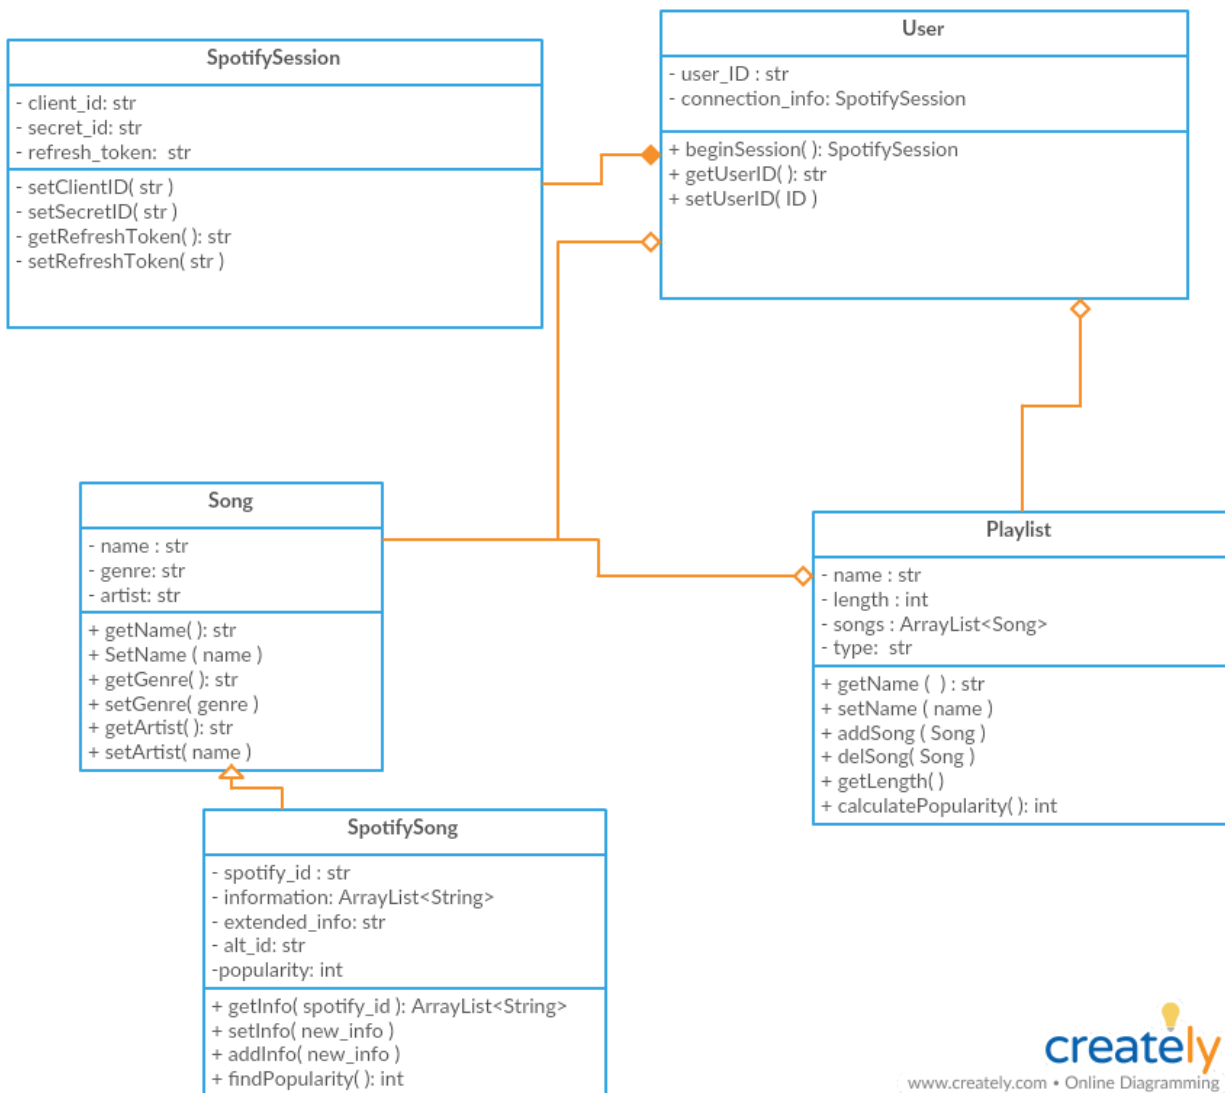 SpotifySession
- client_id: str
- secret_id: str
- refresh_token:  str
- setClientID( str )
- setSecretID( str )
- getRefreshToken( ): str
- setRefreshToken( str )
User
- user_ID : str
- connection_info: SpotifySession
+ beginSession( ): SpotifySession
+ getUserID( ): str
+ setUserID( ID )
Song
- name : str
- genre: str
- artist: str
+ getName( ): str
+ SetName ( name )
+ getGenre( ): str
+ setGenre( genre )
+ getArtist( ): str
+ setArtist( name )
Playlist
- name : str
- length : int
- songs : ArrayList<Song>
- type:  str
+ getName (  ) : str
+ setName ( name )
+ addSong ( Song )
+ delSong( Song )
+ getLength( )
+ calculatePopularity( ): int
SpotifySong
- spotify_id : str
- information: ArrayList<String>
- extended_info: str
- alt_id: str
-popularity: int
+ getInfo( spotify_id ): ArrayList<String>
+ setInfo( new_info )
+ addInfo( new_info )
+ findPopularity( ): int
creately
www.creately.com • Online Diagramming